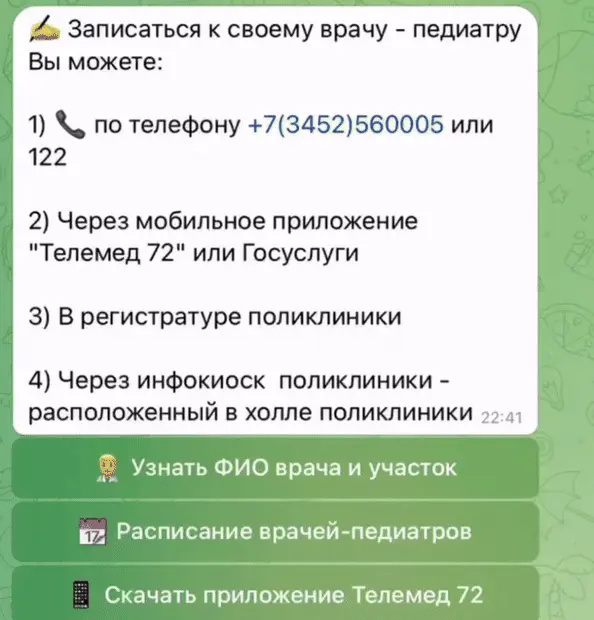 ✍️ Записаться к своему врачу - педиатру
Вы можете:
1) 📞 по телефону +7(3452)560005 или
122
2) Через мобильное приложение
"Телемед 72" или Госуслуги
3) В регистратуре поликлиники
4) Через инфокиоск  поликлиники -
расположенный в холле поликлиники 22:41
👨‍⚕️ Узнать ФИО врача и участок
📅 Расписание врачей-педиатров
📱 Скачать приложение Телемед 72